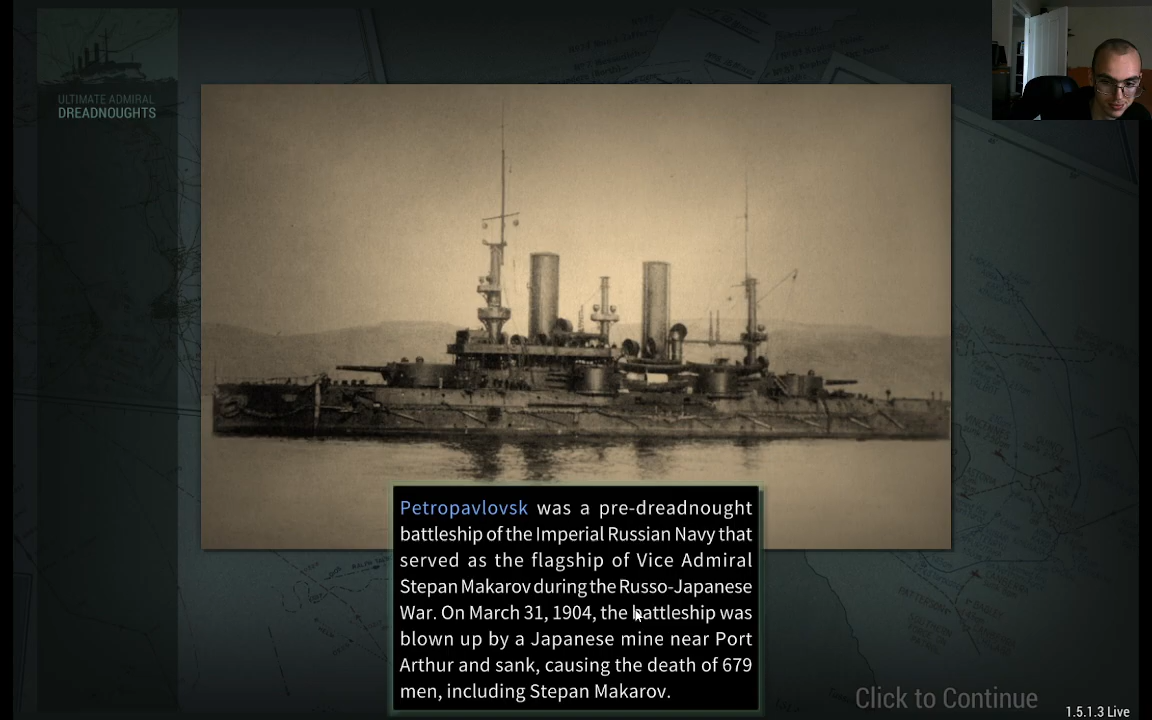 ULTIMATE ADMIRAL
DREADNOUGHTS
Petropavlovsk was a pre-dreadnought
battleship of the Imperial Russian Navy that
served as the flagship of Vice Admiral
Stepan Makarov during the Russo-Japanese
War. On March 31, 1904, the battleship was
blown up by a Japanese mine near Port
Arthur and sank, causing the death of 679
men, including Stepan Makarov.
Click to Continue
1.5.1.3 Live